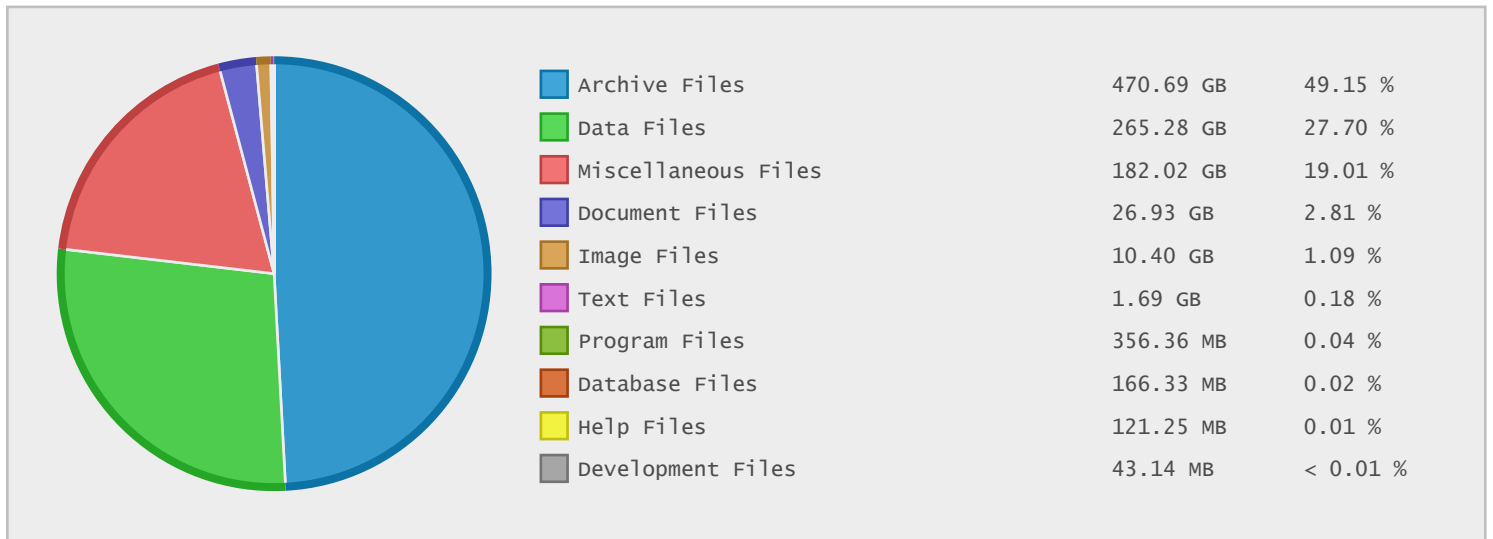 Archive Files 470.69 GB 49.15 %
Data Files 265.28 GB 27.70 %
Miscellaneous Files 182.02 GB 19.01 %
Document Files 26.93 GB 2.81 %
Image Files 10.40 GB 1.09 %
Text Files 1.69 GB 0.18 %
Program Files 356.36 MB 0.04 %
Database Files 166.33 MB 0.02 %
Help Files 121.25 MB 0.01 %
Development Files 43.14 MB < 0.01 %